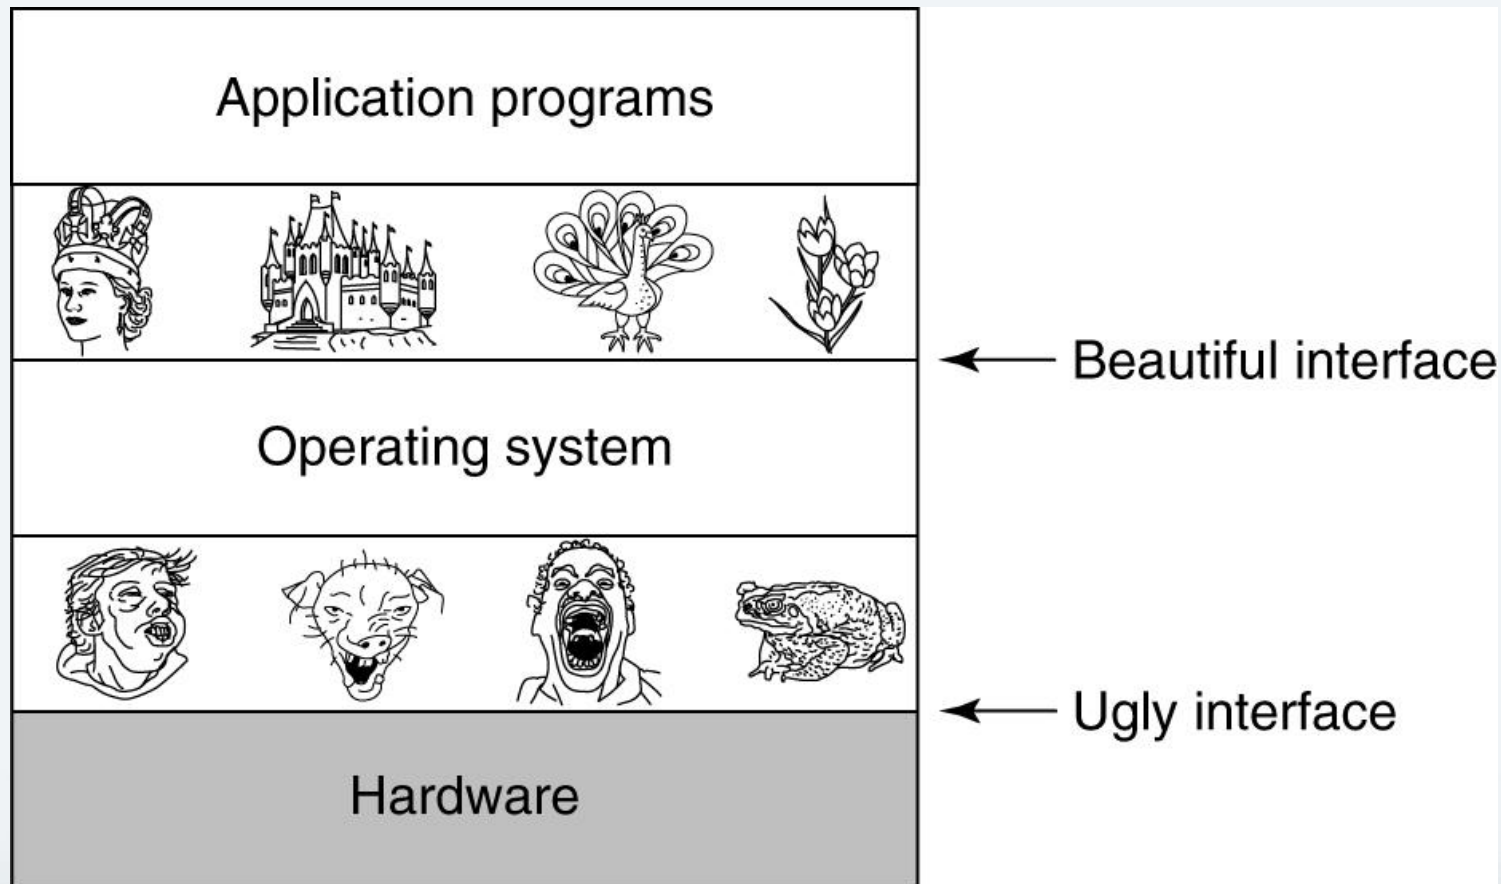 Application programs
Beautiful interface
Operating system
Ugly interface
Hardware